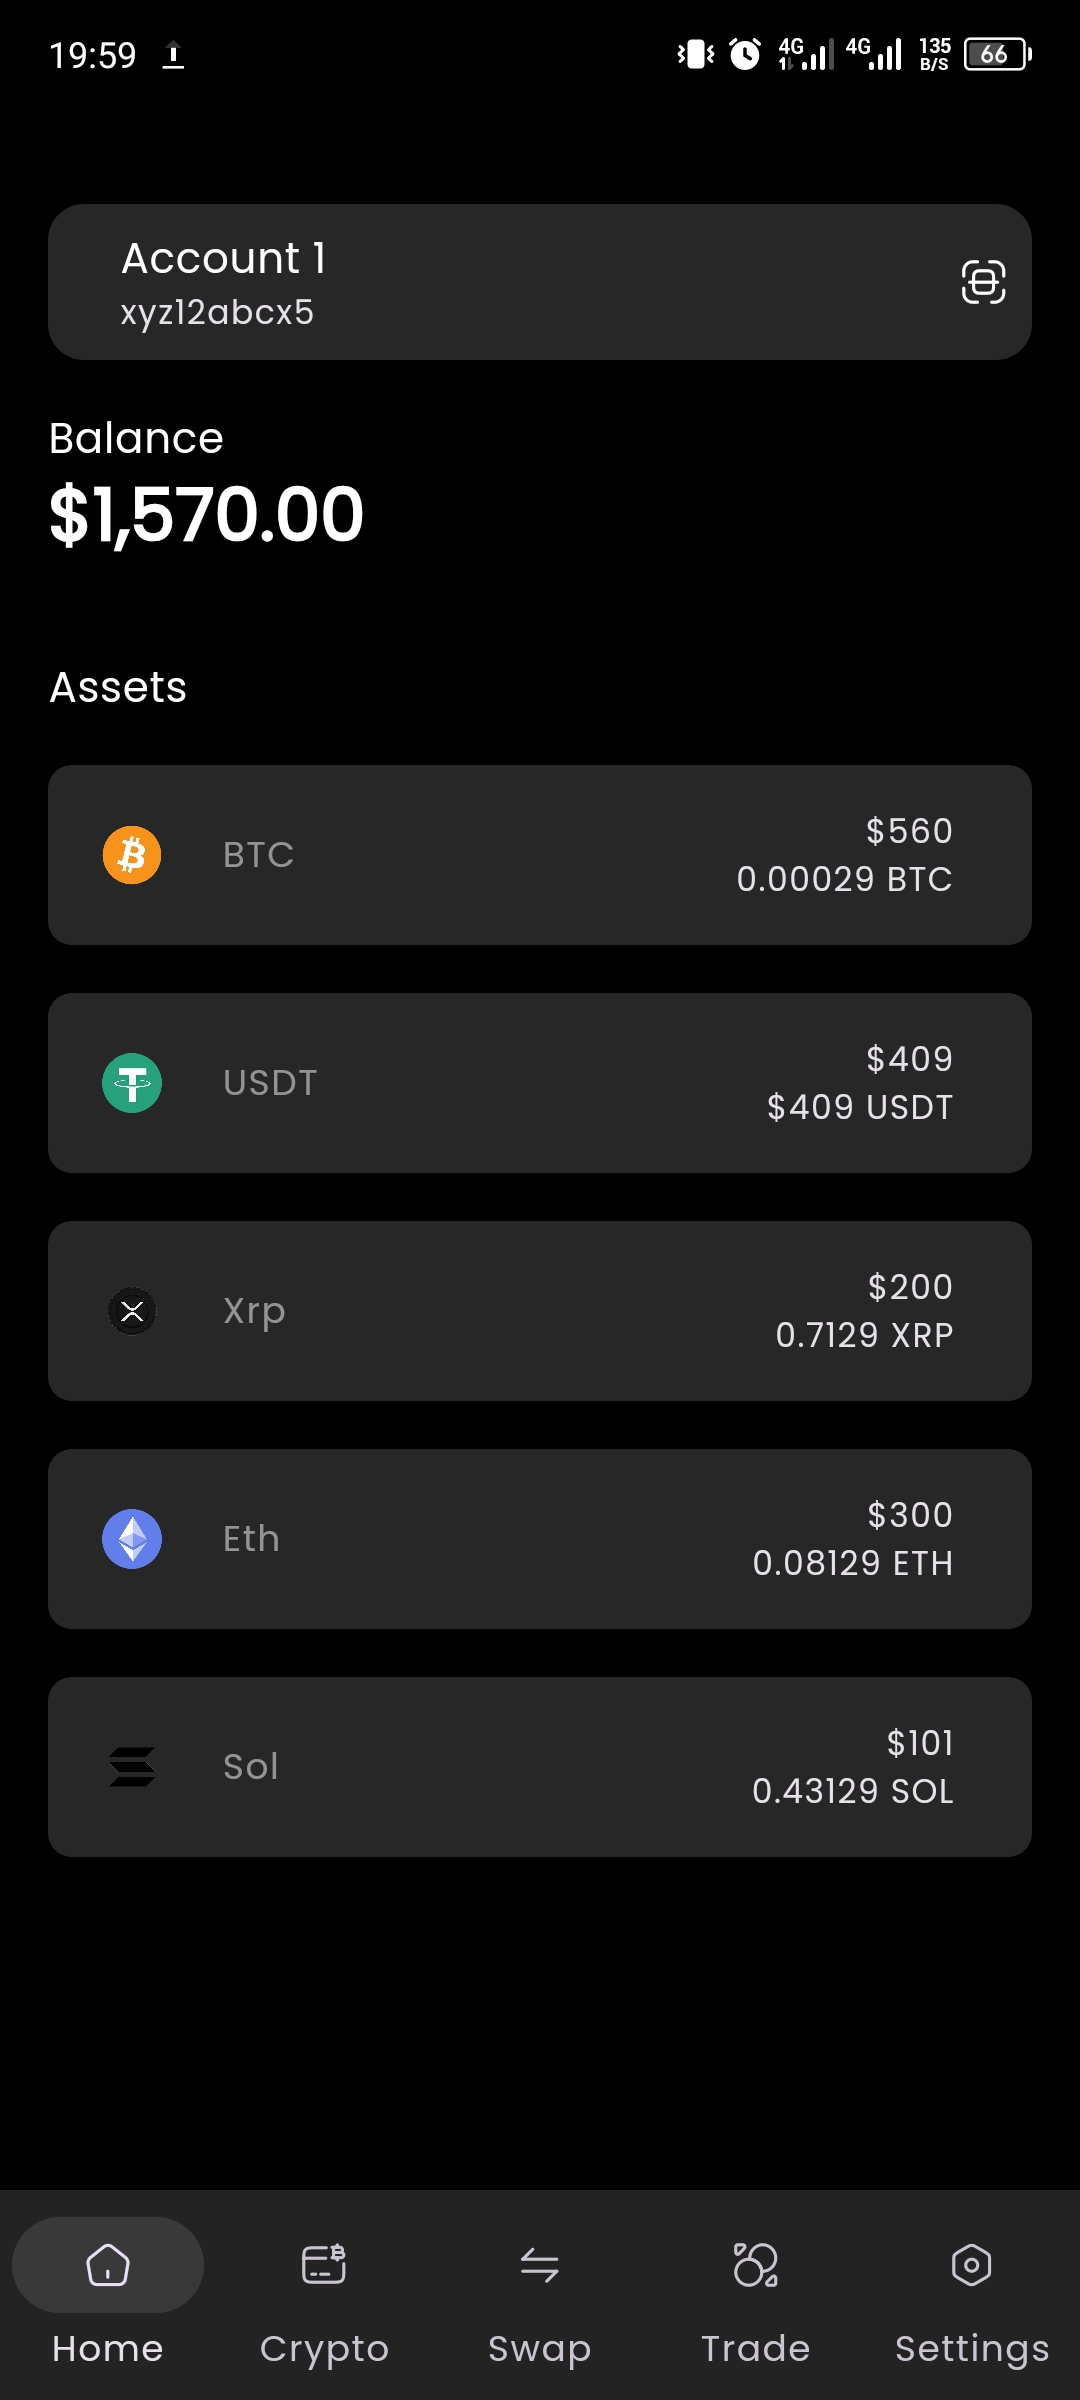 19:59
4G 4G 135 B/S 66
Account 1
xyz12abcx5
Balance
$1,570.00
Assets
BTC
$560
0.00029 BTC
USDT
$409
$409 USDT
Xrp
$200
0.7129 XRP
Eth
$300
0.08129 ETH
Sol
$101
0.43129 SOL
Home Crypto Swap Trade Settings